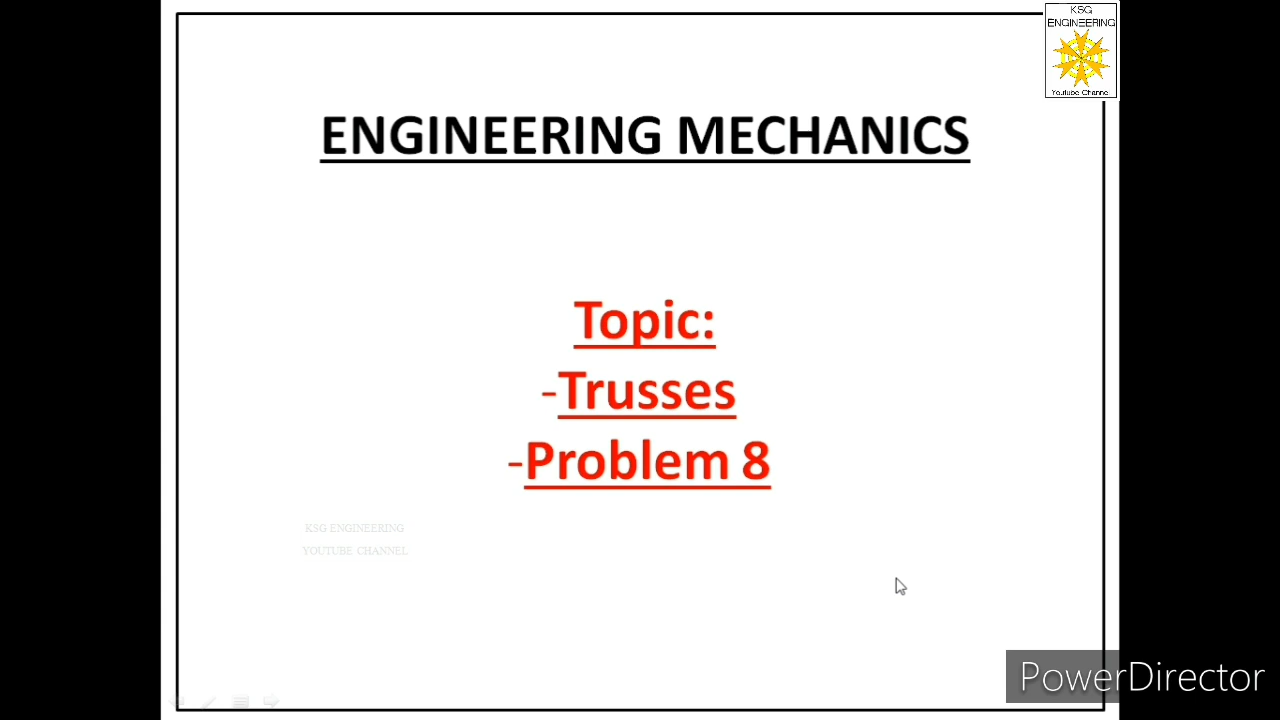 KSG
ENGINEERING
Youtube Channel
ENGINEERING MECHANICS
Topic:
-Trusses
-Problem 8
KSG ENGINEERING
YOUTUBE CHANNEL
PowerDirector